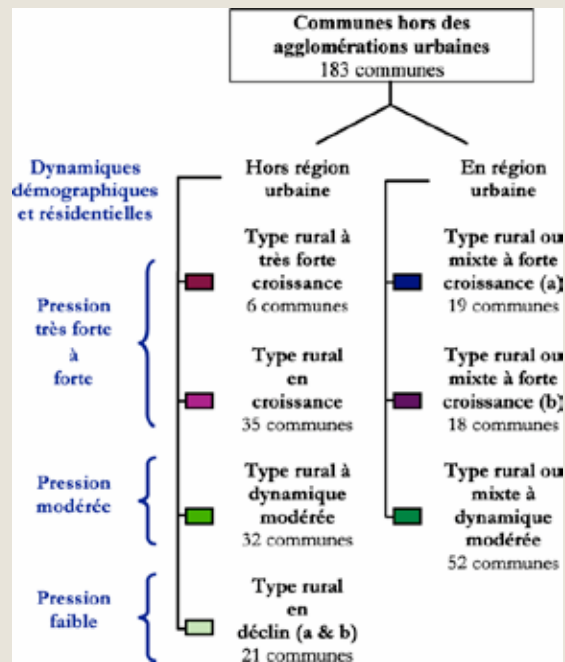 Communes hors des
agglomérations urbaines
183 communes
Dynamiques
démographiques
et résidentielles
Hors région
urbaine
En région
urbaine
Pression
très forte
à
forte
Type rural à
très forte
croissance
6 communes
Type rural ou
mixte à forte
croissance (a)
19 communes
Type rural
en
croissance
35 communes
Type rural ou
mixte à forte
croissance (b)
18 communes
Pression
modérée
Type rural à
dynamique
modérée
32 communes
Type rural ou
mixte à
dynamique
modérée
52 communes
Pression
faible
Type rural
en
déclin (a & b)
21 communes